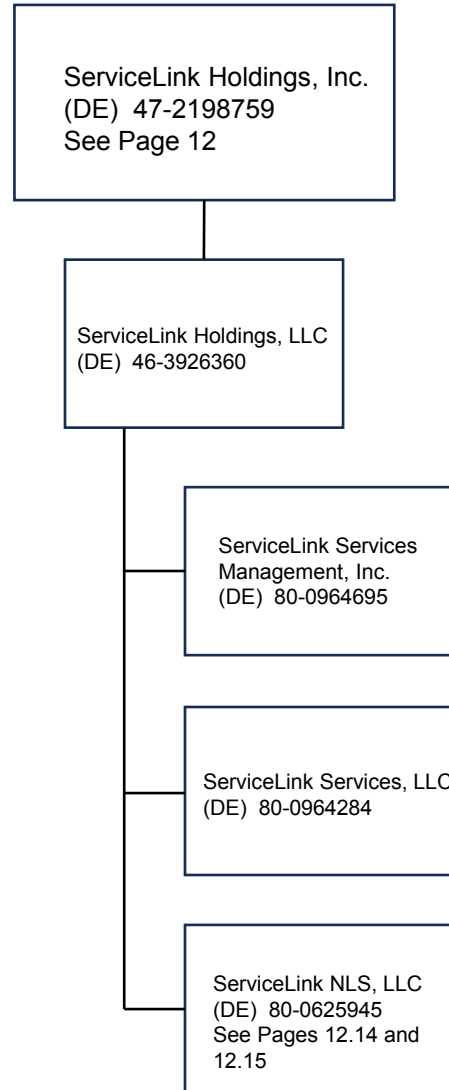 ServiceLink Holdings, Inc.
(DE) 47-2198759
See Page 12
ServiceLink Holdings, LLC
(DE) 46-3926360
ServiceLink Services
Management, Inc.
(DE) 80-0964695
ServiceLink Services, LLC
(DE) 80-0964284
ServiceLink NLS, LLC
(DE) 80-0625945
See Pages 12.14 and
12.15